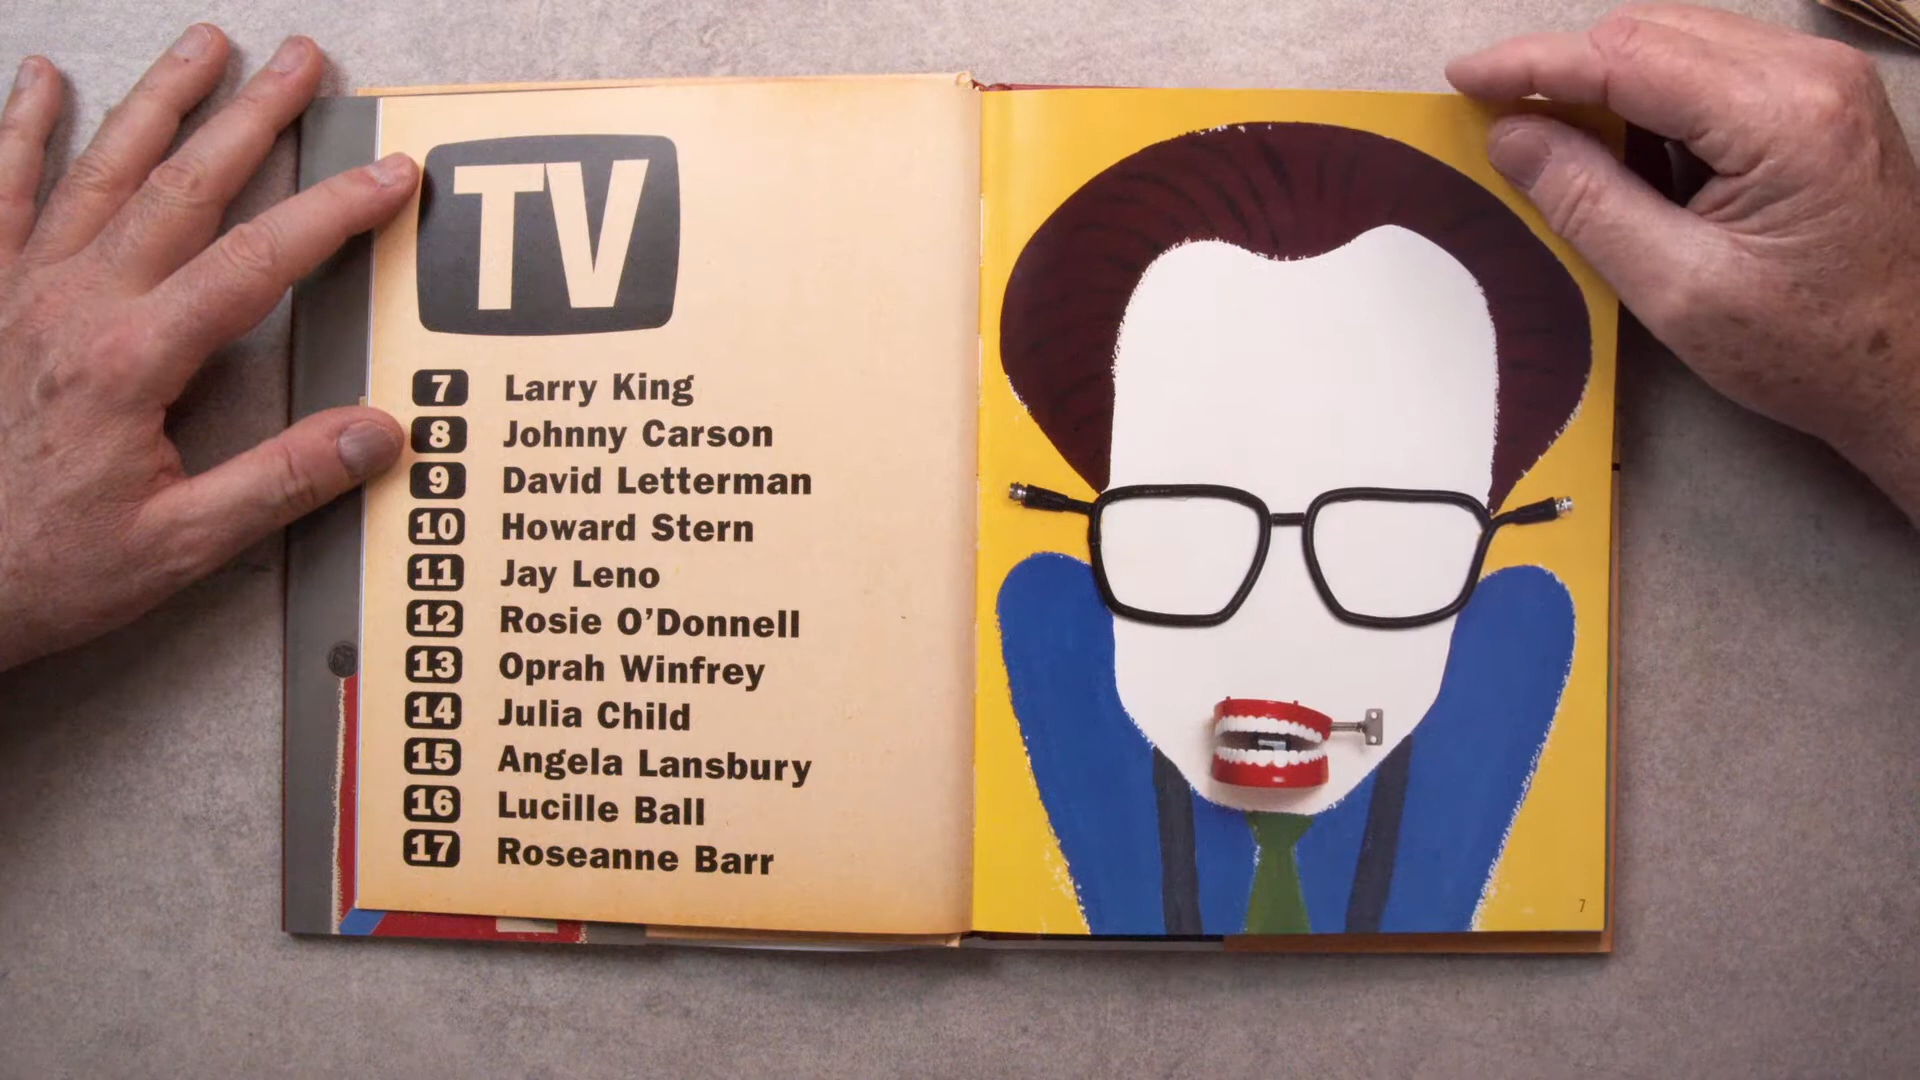 TV
7 Larry King
8 Johnny Carson
9 David Letterman
10 Howard Stern
11 Jay Leno
12 Rosie O’Donnell
13 Oprah Winfrey
14 Julia Child
15 Angela Lansbury
16 Lucille Ball
17 Roseanne Barr
7